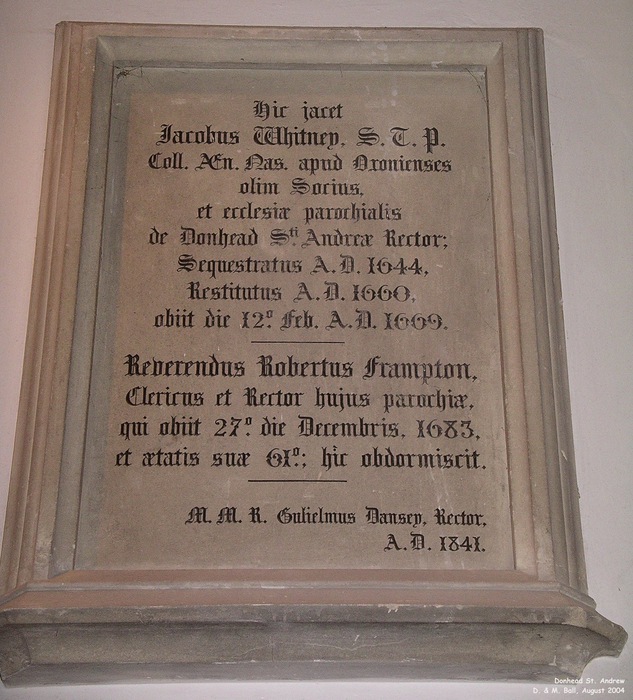 Hic jacet
Jacobus Whitney, S. T. P.
Coll. Æn. Nas. apud Oxonienses
olim Socius,
et ecclesiæ parochialis
de Donhead Sti. Andreæ Rector;
Sequestratus A. D. 1644,
Restitutus A. D. 1660,
obiit die 12º. Feb. A. D. 1669.
Reverendus Robertus Frampton,
Clericus et Rector hujus parochiæ,
qui obiit 27º. die Decembris, 1683,
et ætatis suæ 61º.; hic obdormiscit.
M. M. R. Gulielmus Dansey, Rector,
A. D. 1841.
Donhead St. Andrew
D. & M. Ball, August 2004